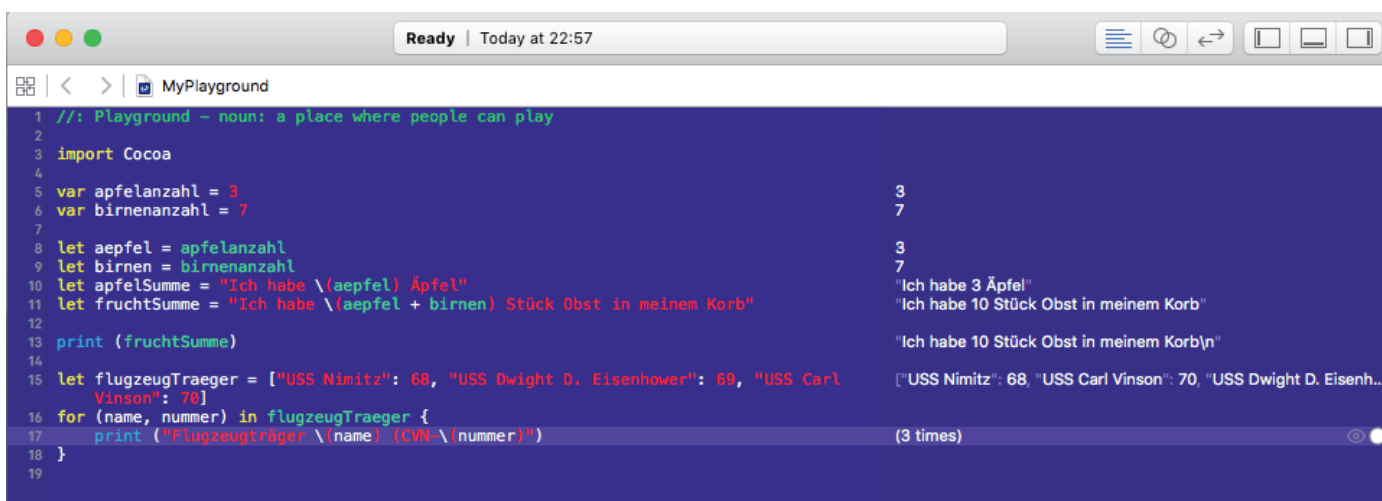 Ready | Today at 22:57
MyPlayground
1 //: Playground – noun: a place where people can play
2
3 import Cocoa
4
5 var apfelanzahl = 3 3
6 var birnenanzahl = 7 7
7
8 let aepfel = apfelanzahl 3
9 let birnen = birnenanzahl 7
10 let apfelSumme = "Ich habe \(aepfel) Äpfel" "Ich habe 3 Äpfel"
11 let fruchtSumme = "Ich habe \(aepfel + birnen) Stück Obst in meinem Korb" "Ich habe 10 Stück Obst in meinem Korb"
12
13 print (fruchtSumme) "Ich habe 10 Stück Obst in meinem Korb\n"
14
15 let flugzeugTraeger = ["USS Nimitz": 68, "USS Dwight D. Eisenhower": 69, "USS Carl ["USS Nimitz": 68, "USS Carl Vinson": 70, "USS Dwight D. Eisenh...
Vinson": 70]
16 for (name, nummer) in flugzeugTraeger {
17 print ("Flugzeugträger \(name) (CVN-\(nummer)") (3 times)
18 }
19